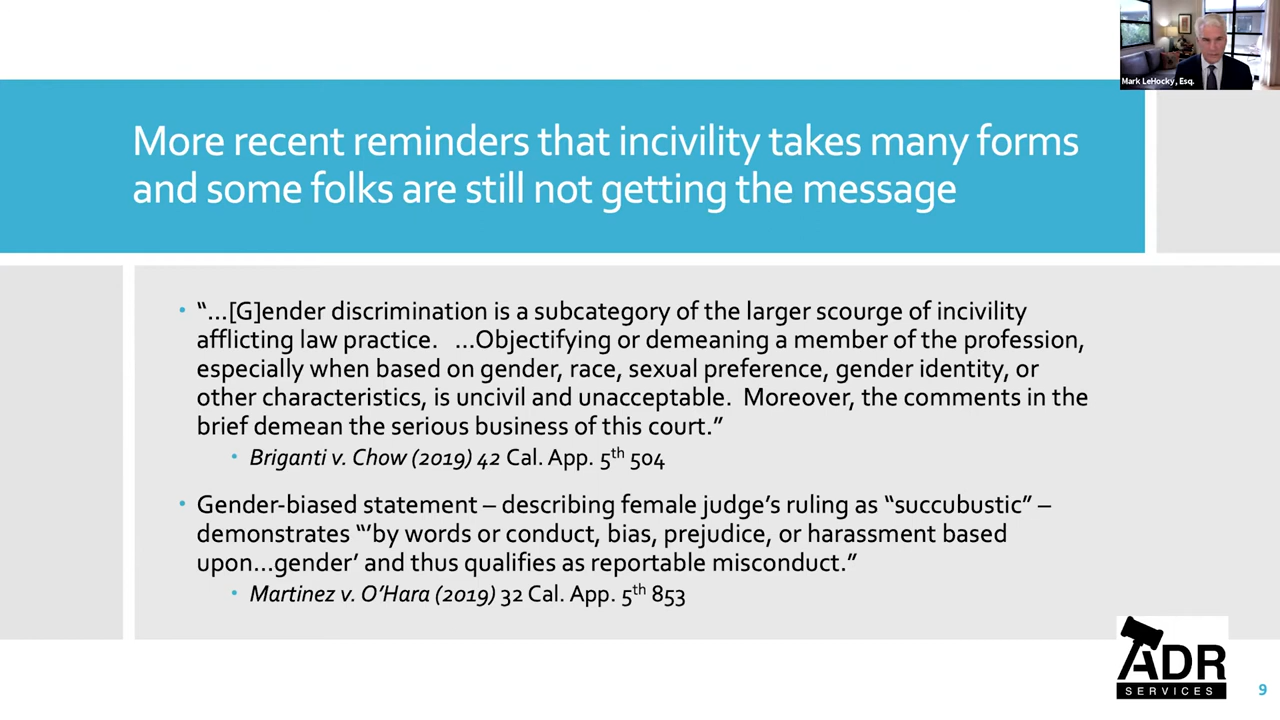 Mark LeHocky, Esq.
More recent reminders that incivility takes many forms
and some folks are still not getting the message
• “…[G]ender discrimination is a subcategory of the larger scourge of incivility
afflicting law practice.   …Objectifying or demeaning a member of the profession,
especially when based on gender, race, sexual preference, gender identity, or
other characteristics, is uncivil and unacceptable.  Moreover, the comments in the
brief demean the serious business of this court.”
• Briganti v. Chow (2019) 42 Cal. App. 5th 504
• Gender-biased statement – describing female judge’s ruling as “succubustic” –
demonstrates “’by words or conduct, bias, prejudice, or harassment based
upon…gender’ and thus qualifies as reportable misconduct.”
• Martinez v. O’Hara (2019) 32 Cal. App. 5th 853
ADR
SERVICES
9